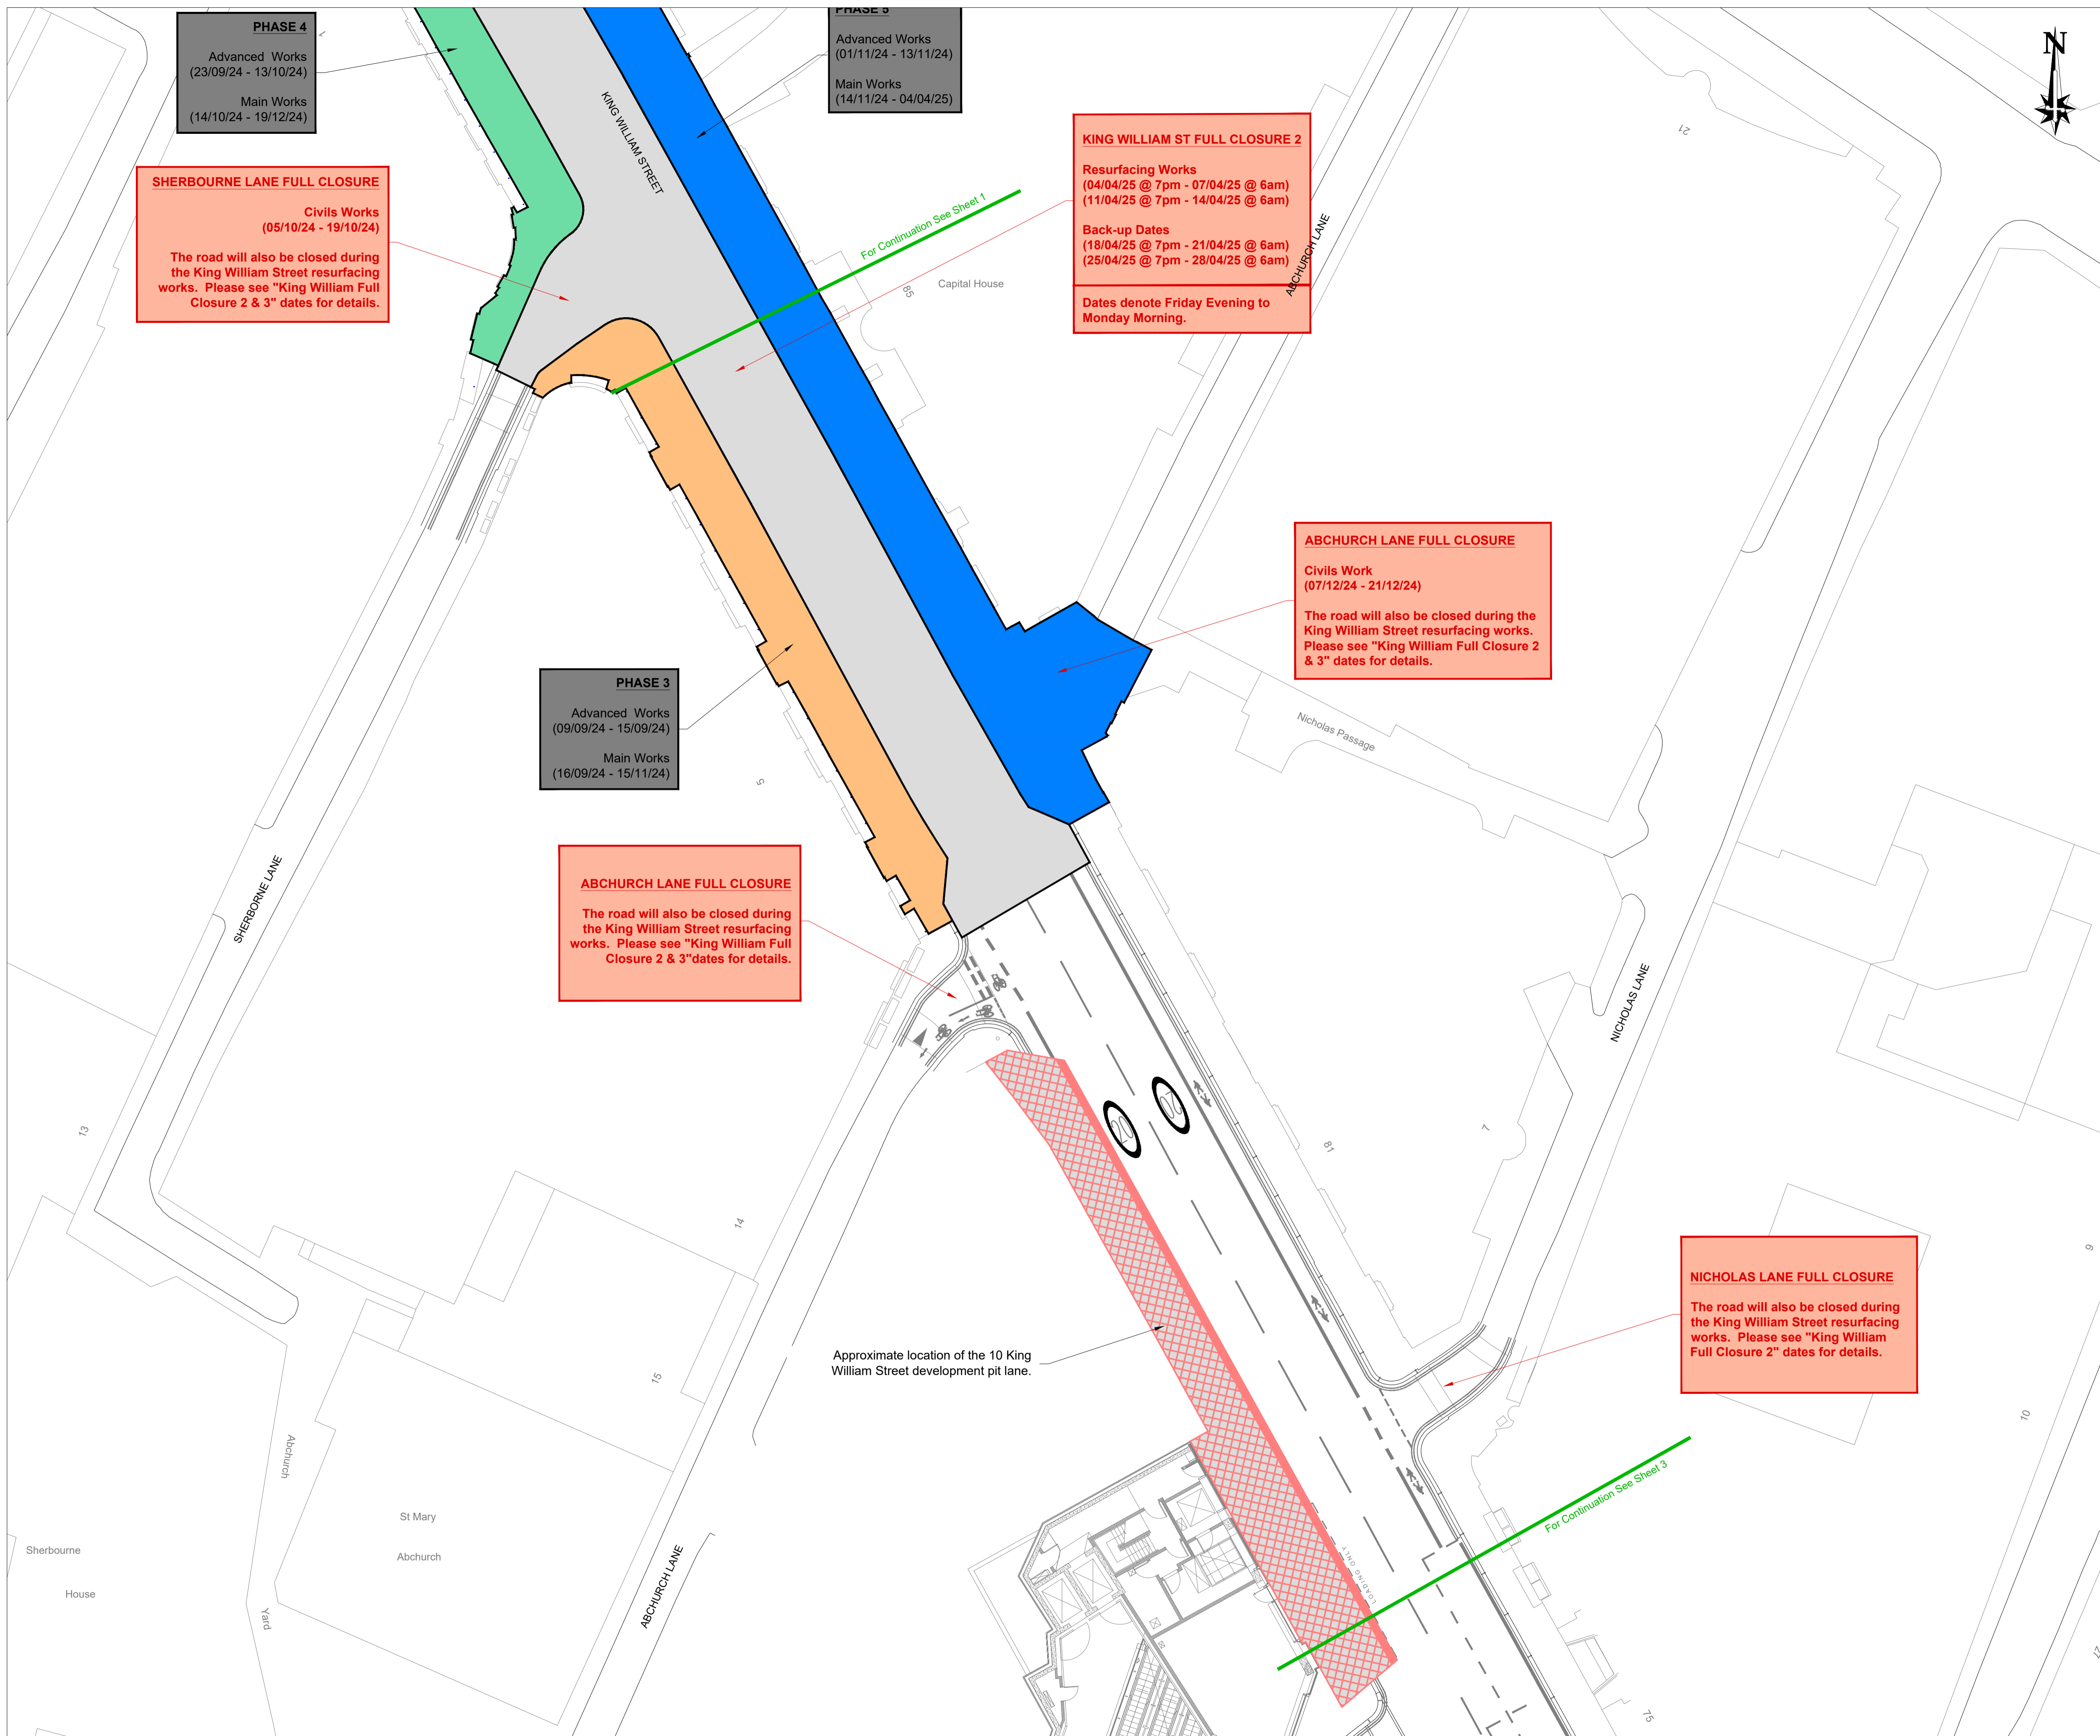 PHASE 4
Advanced Works
(23/09/24 - 13/10/24)
Main Works
(14/10/24 - 19/12/24)
PHASE 5
Advanced Works
(01/11/24 - 13/11/24)
Main Works
(14/11/24 - 04/04/25)
N
KING WILLIAM STREET
21
KING WILLIAM ST FULL CLOSURE 2
Resurfacing Works
(04/04/25 @ 7pm - 07/04/25 @ 6am)
(11/04/25 @ 7pm - 14/04/25 @ 6am)
Back-up Dates
(18/04/25 @ 7pm - 21/04/25 @ 6am)
(25/04/25 @ 7pm - 28/04/25 @ 6am)
Dates denote Friday Evening to
Monday Morning.
SHERBOURNE LANE FULL CLOSURE
Civils Works
(05/10/24 - 19/10/24)
The road will also be closed during
the King William Street resurfacing
works. Please see "King William Full
Closure 2 & 3" dates for details.
For Continuation See Sheet 1
ABCHURCH LANE
85
Capital House
ABCHURCH LANE FULL CLOSURE
Civils Work
(07/12/24 - 21/12/24)
The road will also be closed during the
King William Street resurfacing works.
Please see "King William Full Closure 2
& 3" dates for details.
PHASE 3
Advanced Works
(09/09/24 - 15/09/24)
Main Works
(16/09/24 - 15/11/24)
Nicholas Passage
5
ABCHURCH LANE FULL CLOSURE
The road will also be closed during
the King William Street resurfacing
works. Please see "King William Full
Closure 2 & 3"dates for details.
SHERBORNE LANE
NICHOLAS LANE
20
20
13
81
7
14
9
NICHOLAS LANE FULL CLOSURE
The road will also be closed during
the King William Street resurfacing
works. Please see "King William
Full Closure 2" dates for details.
Approximate location of the 10 King
William Street development pit lane.
15
10
Abchurch
Yard
St Mary
Abchurch
Sherbourne
House
ABCHURCH LANE
LOADING ONLY
For Continuation See Sheet 3
75